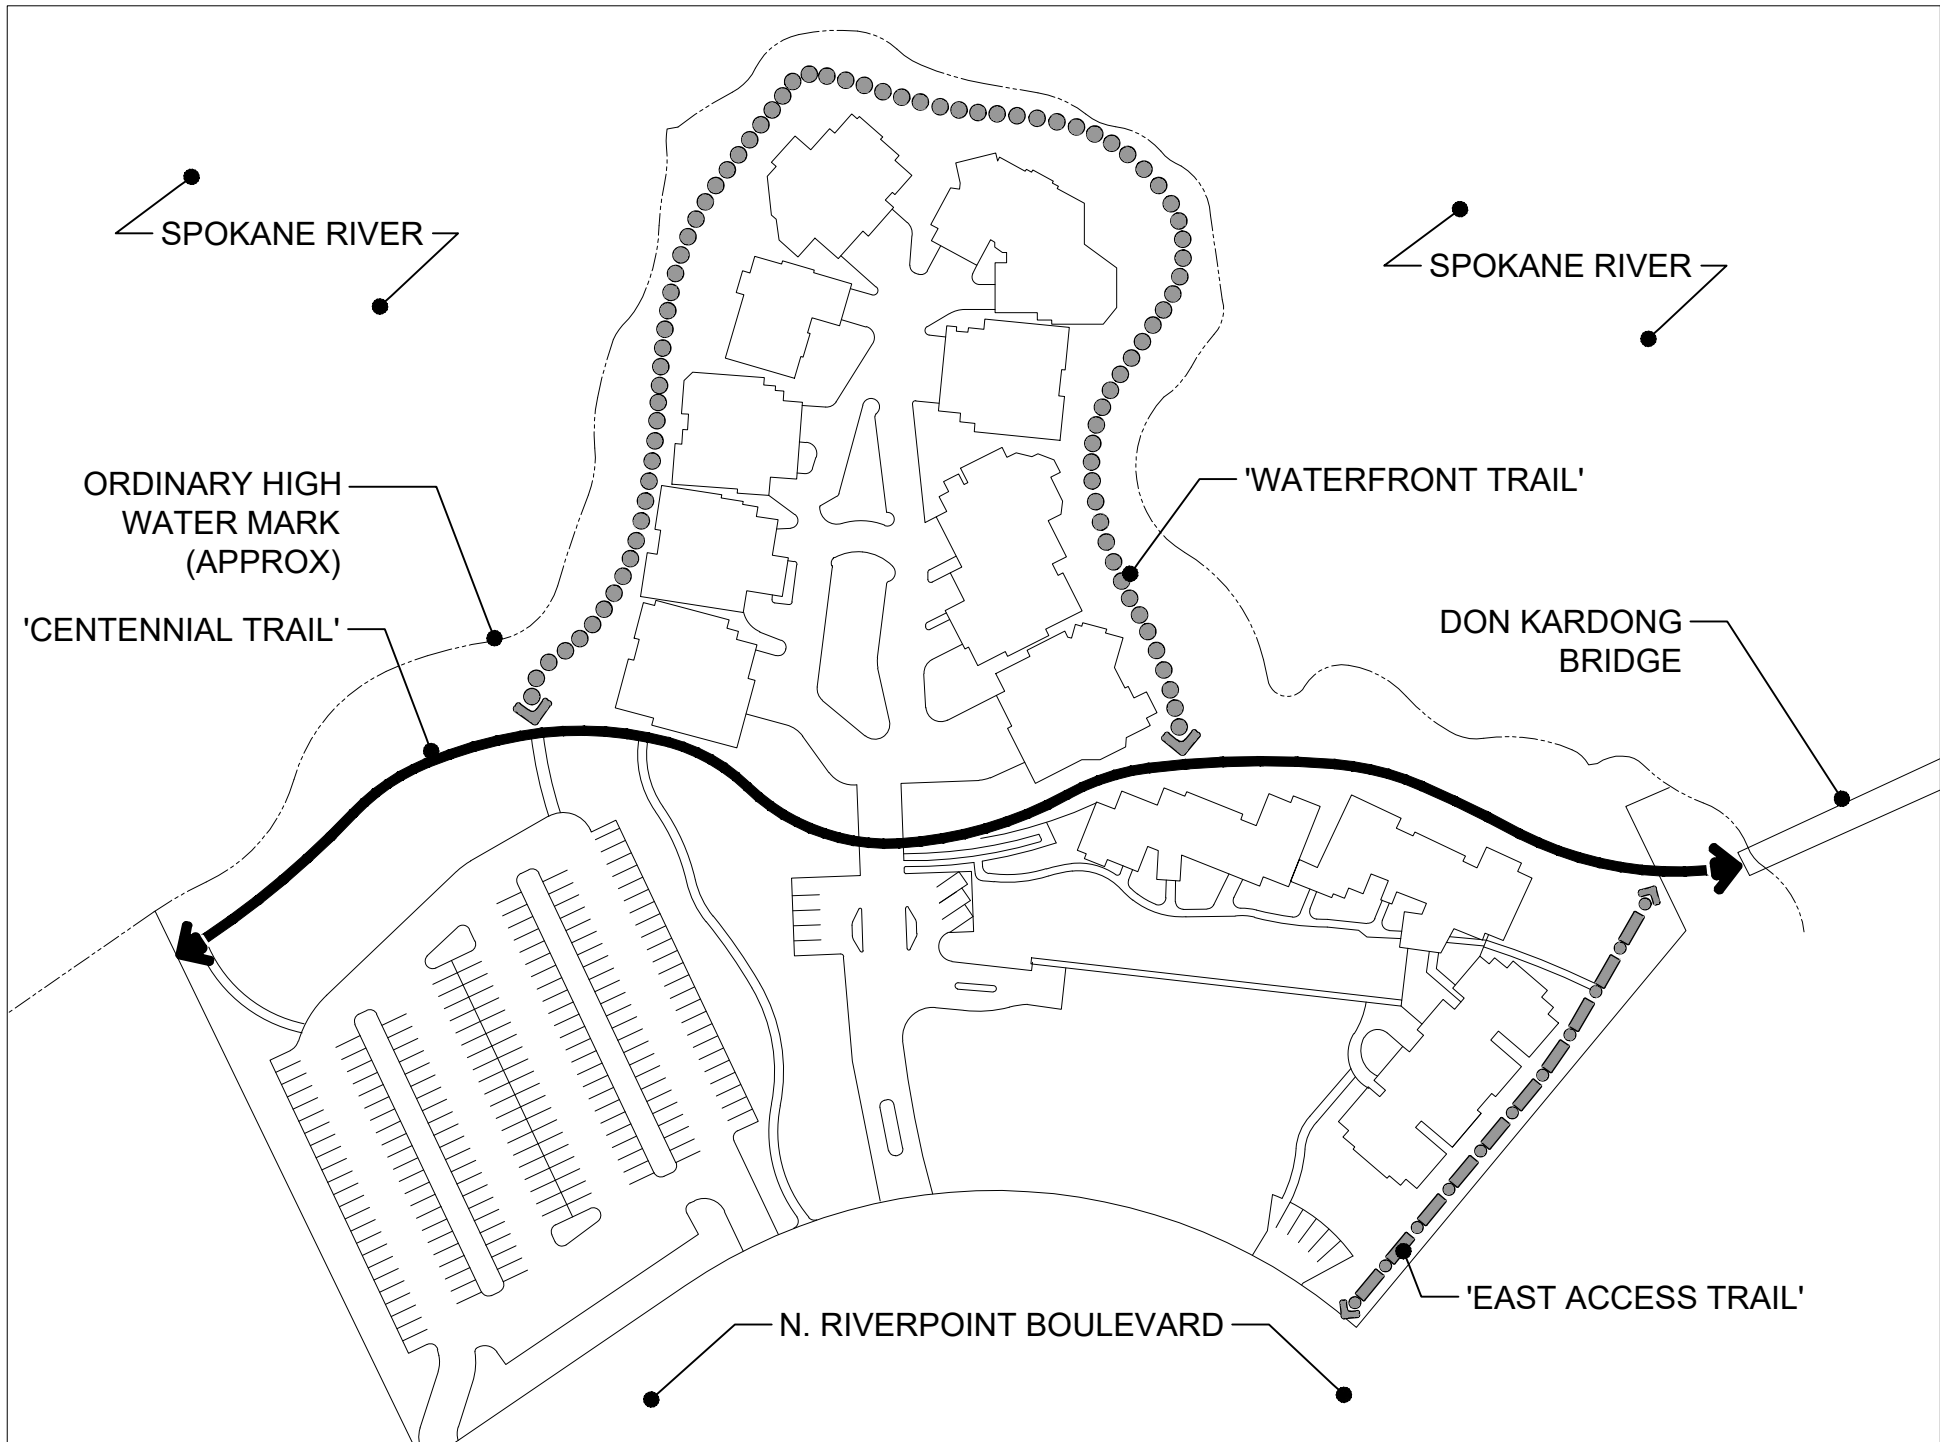 SPOKANE RIVER
SPOKANE RIVER
ORDINARY HIGH
WATER MARK
(APPROX)
'WATERFRONT TRAIL'
'CENTENNIAL TRAIL'
DON KARDONG
BRIDGE
'EAST ACCESS TRAIL'
N. RIVERPOINT BOULEVARD